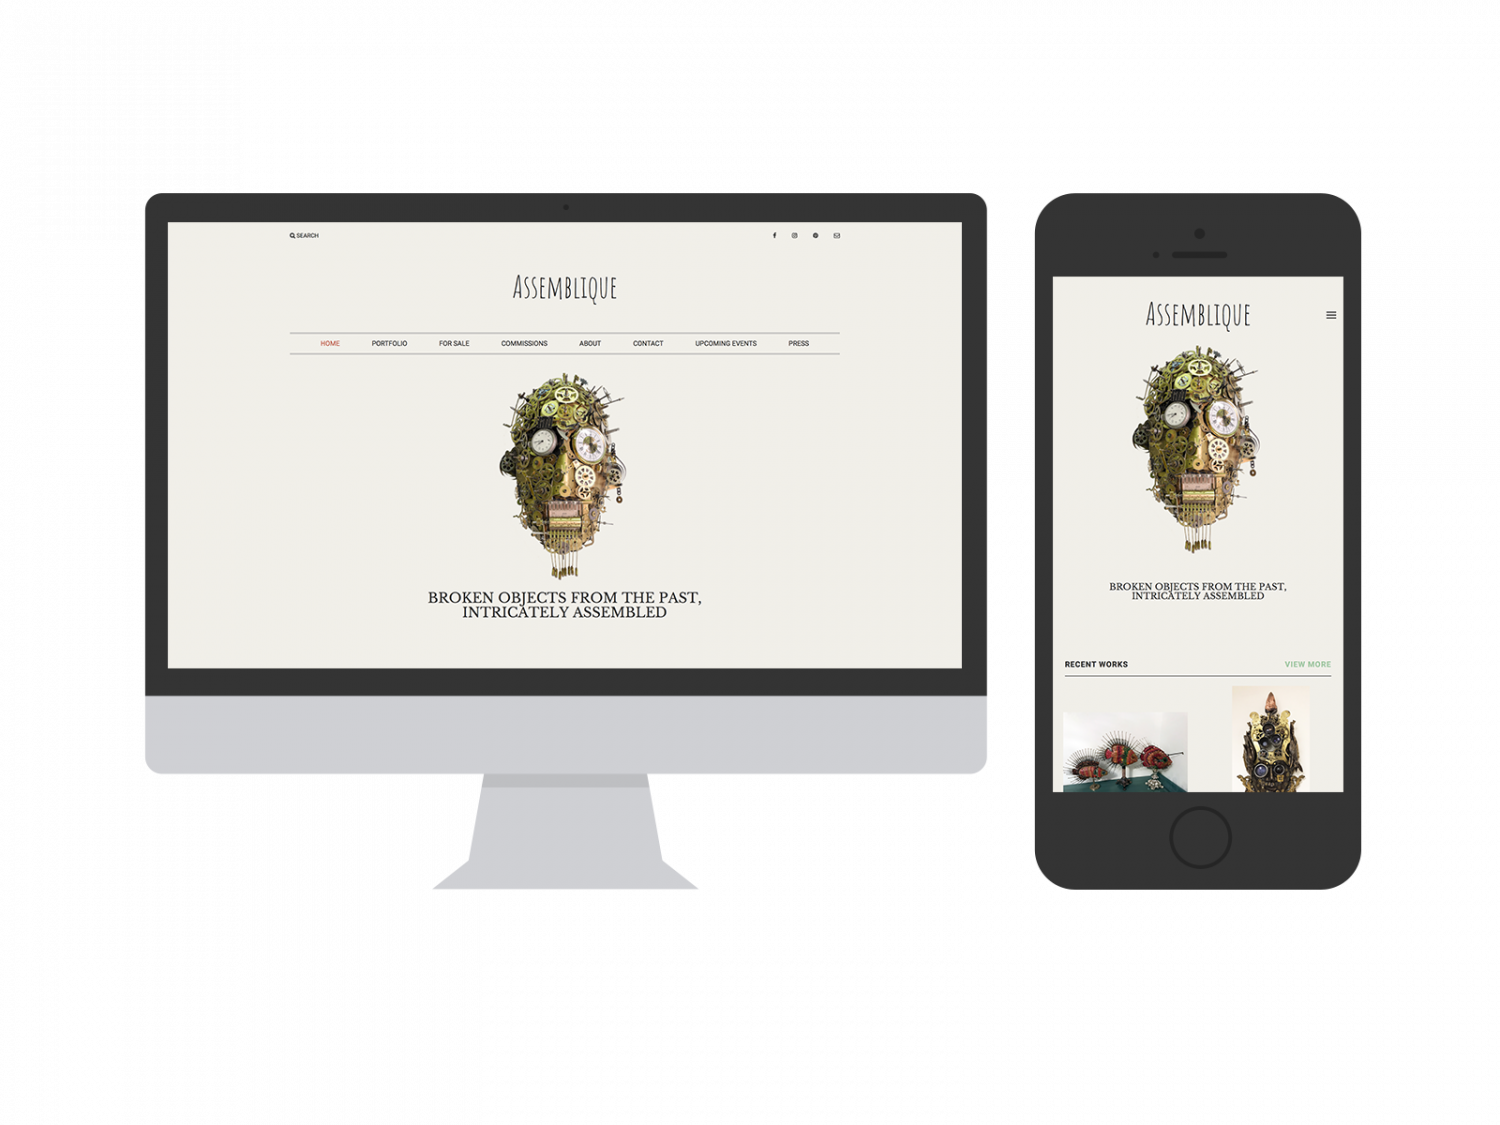 SEARCH
Assemblique
HOME PORTFOLIO FOR SALE COMMISSIONS ABOUT CONTACT UPCOMING EVENTS PRESS
BROKEN OBJECTS FROM THE PAST,
INTRICATELY ASSEMBLED
Assemblique
BROKEN OBJECTS FROM THE PAST,
INTRICATELY ASSEMBLED
RECENT WORKS VIEW MORE